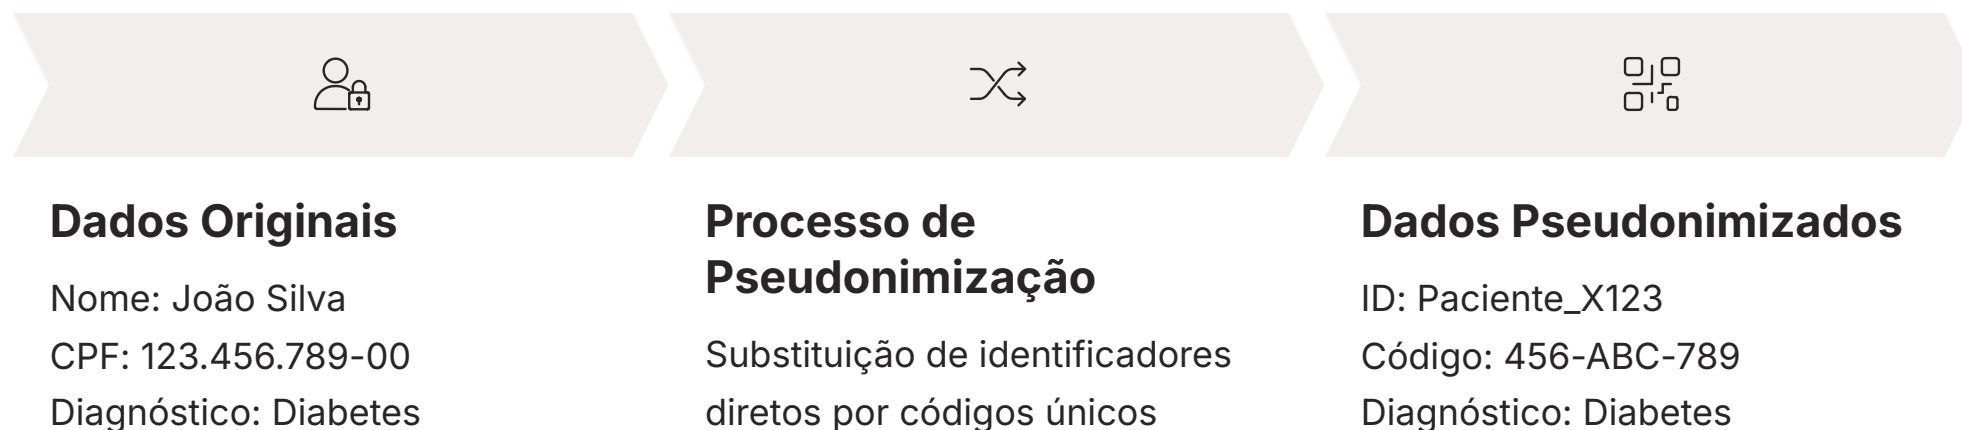 Dados Originais
Nome: João Silva
CPF: 123.456.789-00
Diagnóstico: Diabetes
Processo de
Pseudonimização
Substituição de identificadores
diretos por códigos únicos
Dados Pseudonimizados
ID: Paciente_X123
Código: 456-ABC-789
Diagnóstico: Diabetes